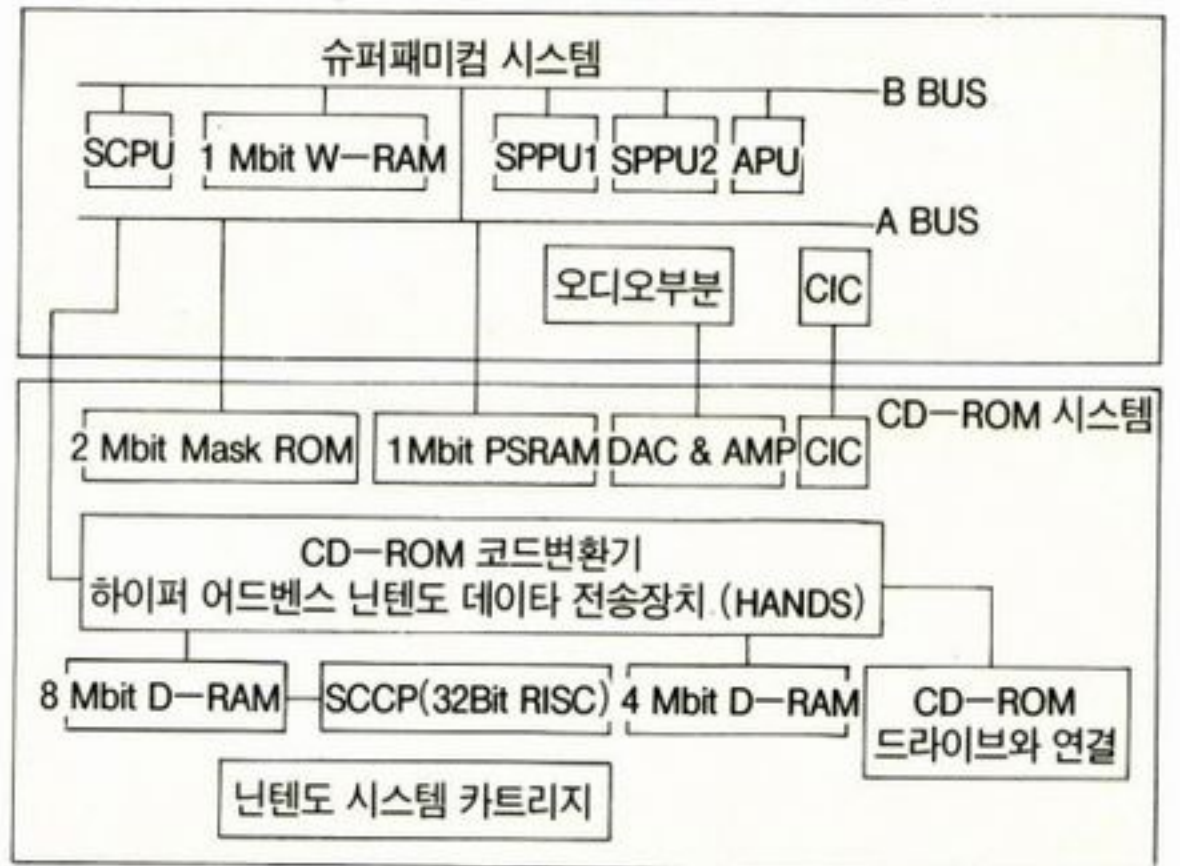 슈퍼패미컴 시스템
B BUS
SCPU
1 Mbit W-RAM
SPPU1
SPPU2
APU
A BUS
오디오부분
CIC
CD-ROM 시스템
2 Mbit Mask ROM
1Mbit PSRAM
DAC & AMP
CIC
CD-ROM 코드변환기
하이퍼 어드벤스 닌텐도 데이타 전송장치.(HANDS)
8 Mbit D-RAM
SCCP(32Bit RISC)
4 Mbit D-RAM
CD-ROM
드라이브와 연결
닌텐도 시스템 카트리지